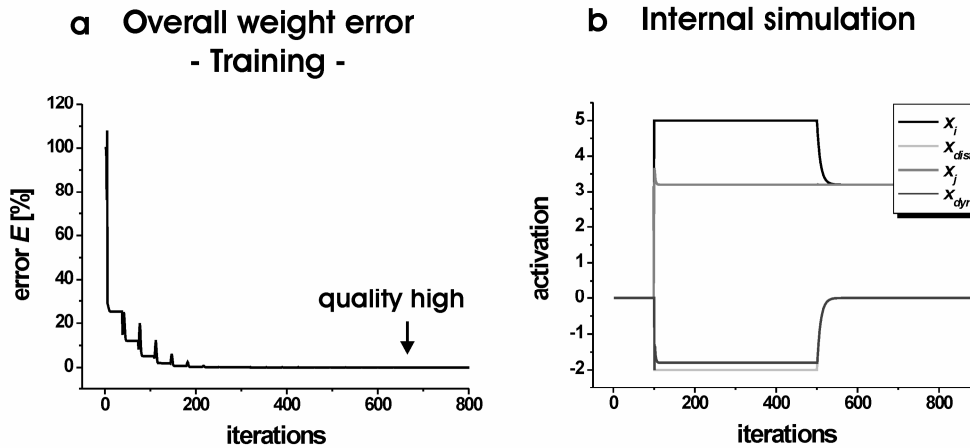 a Overall weight error
- Training -
120
100
80
60
40
20
0
error E [%]
quality high
0 200 400 600 800
iterations
b Internal simulation
5
4
3
2
1
0
-1
-2
activation
x_i
x_dis
x_j
x_dyn
0 200 400 600 800
iterations